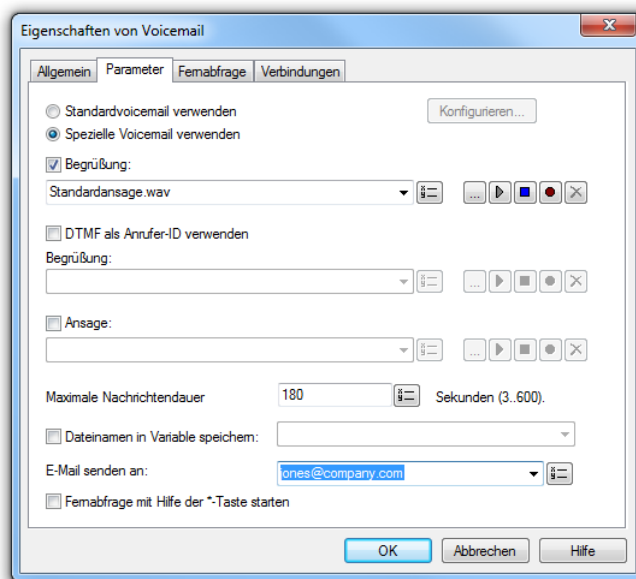 Eigenschaften von Voicemail
Allgemein Parameter Fernabfrage Verbindungen
Standardvoicemail verwenden Konfigurieren...
Spezielle Voicemail verwenden
Begrüßung:
Standardansage.wav ...
DTMF als Anrufer-ID verwenden
Begrüßung:
...
Ansage:
...
Maximale Nachrichtendauer 180 Sekunden (3..600).
Dateinamen in Variable speichern:
E-Mail senden an: jones@company.com
Fernabfrage mit Hilfe der *-Taste starten
OK Abbrechen Hilfe